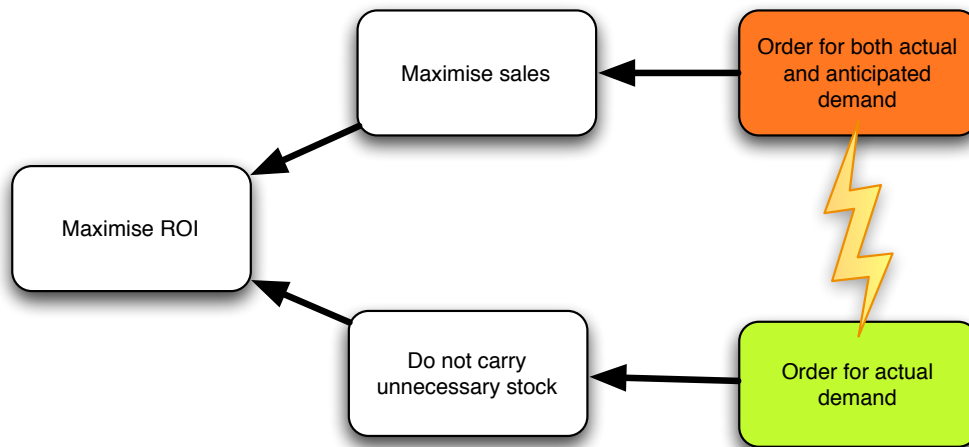 Maximise sales
Order for both actual
and anticipated
demand
Maximise ROI
Do not carry
unnecessary stock
Order for actual
demand